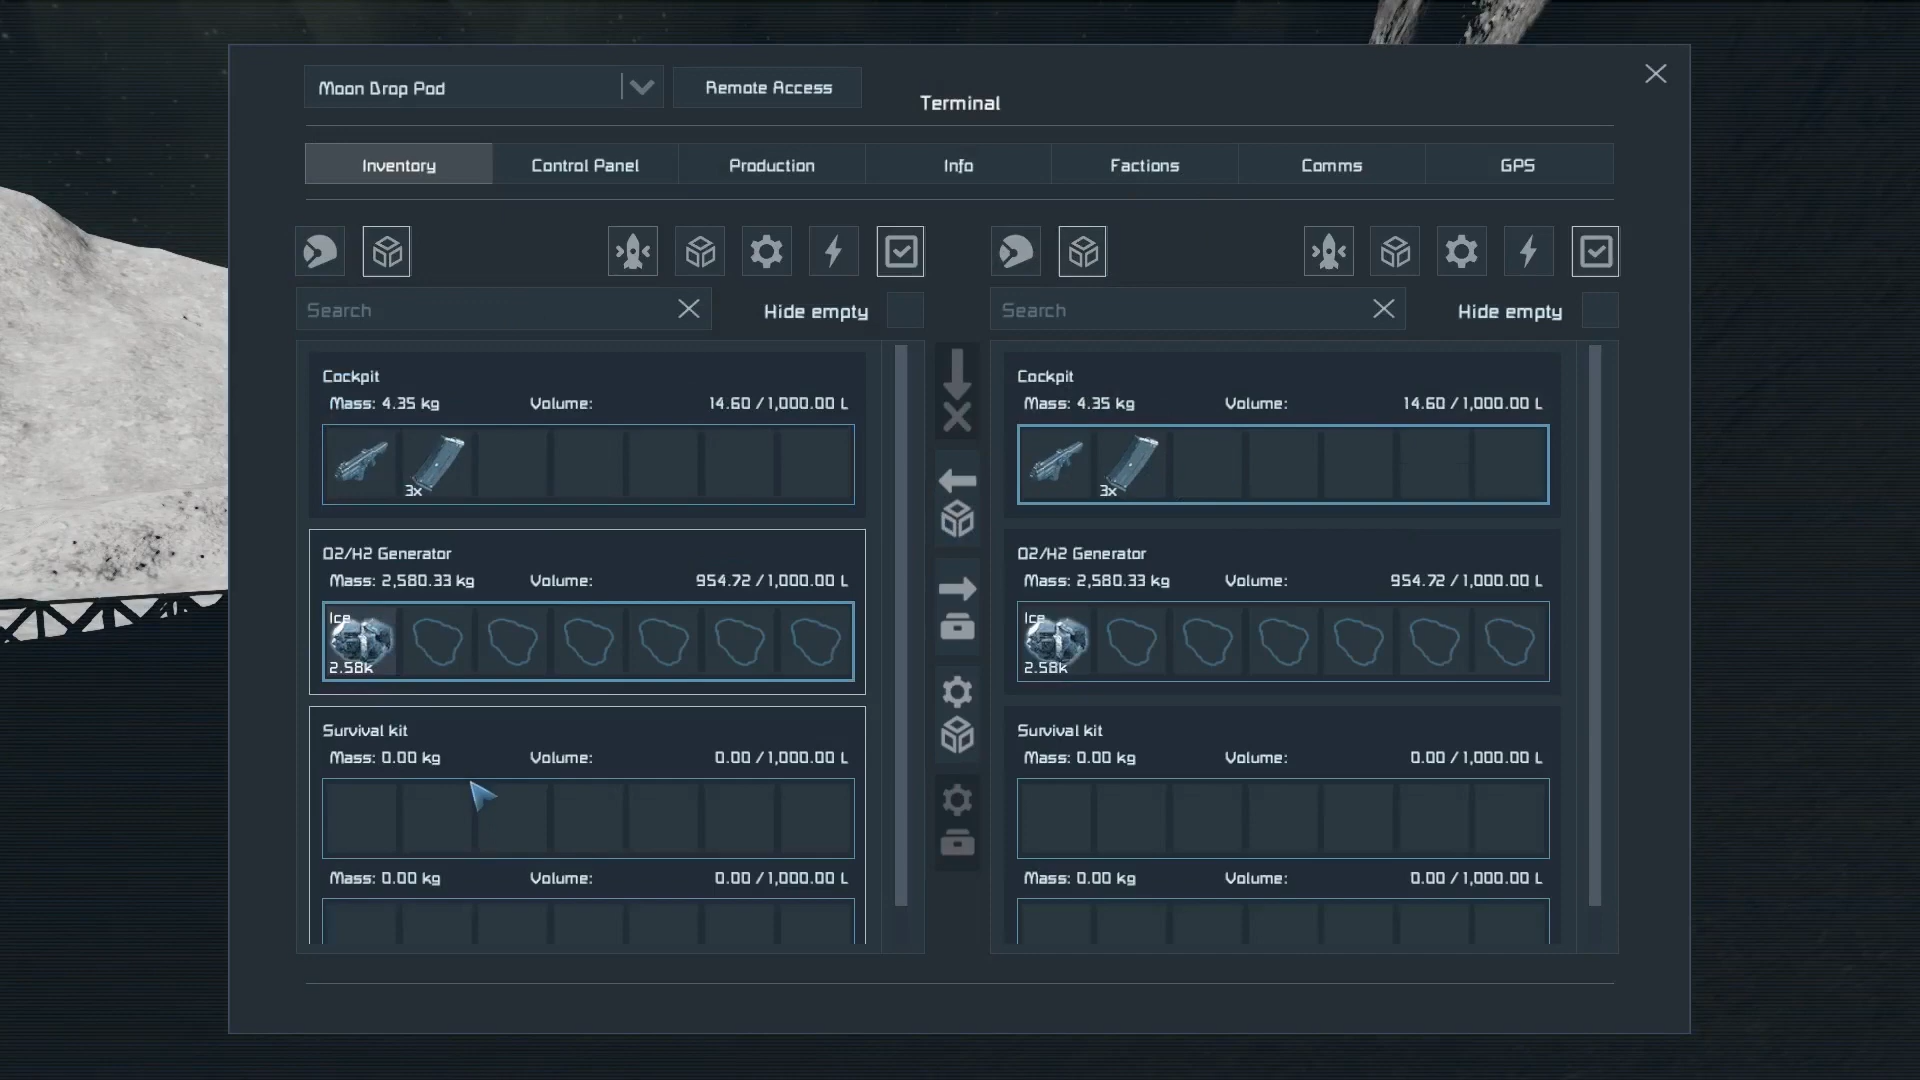 Moon Drop Pod
Remote Access
Terminal
Inventory
Control Panel
Production
Info
Factions
Comms
GPS
Search
Hide empty
Search
Hide empty
Cockpit
Mass: 4.35 kg
Volume:
14.60 / 1,000.00 L
3x
O2/H2 Generator
Mass: 2,580.33 kg
Volume:
954.72 / 1,000.00 L
Ice
2.58k
Survival kit
Mass: 0.00 kg
Volume:
0.00 / 1,000.00 L
Mass: 0.00 kg
Volume:
0.00 / 1,000.00 L
Cockpit
Mass: 4.35 kg
Volume:
14.60 / 1,000.00 L
3x
O2/H2 Generator
Mass: 2,580.33 kg
Volume:
954.72 / 1,000.00 L
Ice
2.58k
Survival kit
Mass: 0.00 kg
Volume:
0.00 / 1,000.00 L
Mass: 0.00 kg
Volume:
0.00 / 1,000.00 L